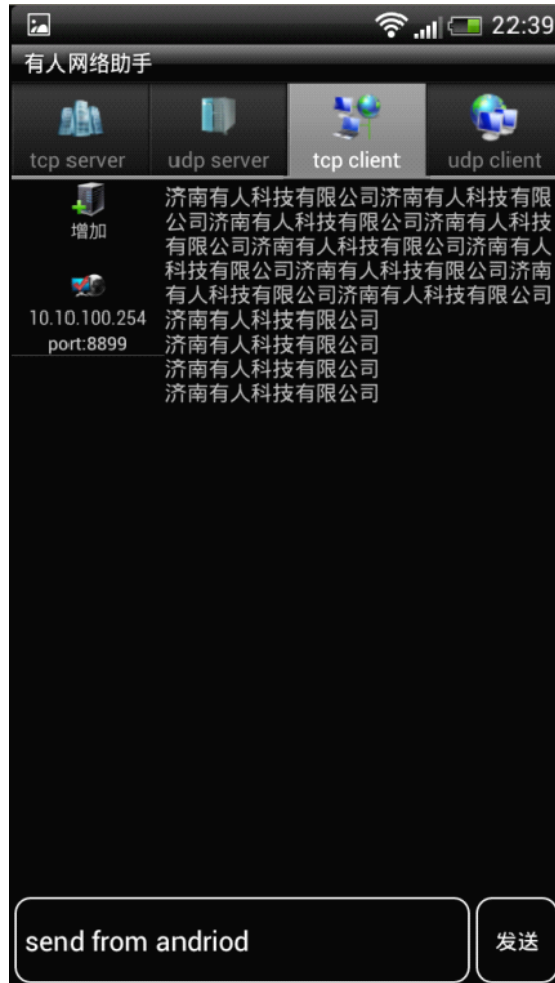 22:39
有人网络助手
tcp server
udp server
tcp client
udp client
增加
10.10.100.254
port:8899
济南有人科技有限公司济南有人科技有限
公司济南有人科技有限公司济南有人科技
有限公司济南有人科技有限公司济南有人
科技有限公司济南有人科技有限公司济南
有人科技有限公司济南有人科技有限公司
济南有人科技有限公司
济南有人科技有限公司
济南有人科技有限公司
济南有人科技有限公司
send from andriod
发送